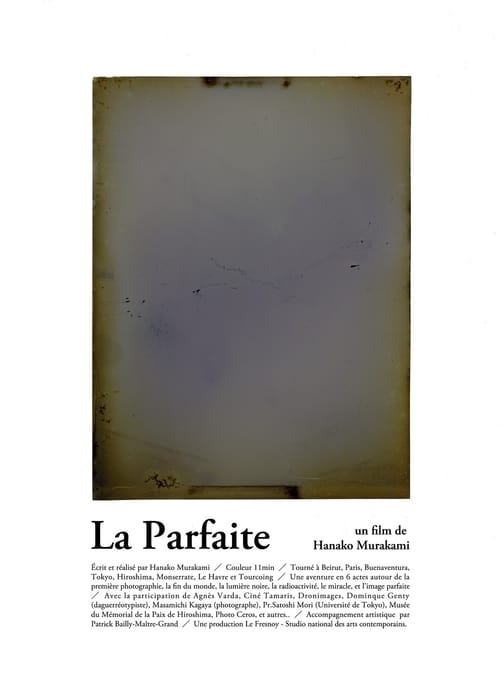 La Parfaite
un film de
Hanako Murakami
Écrit et réalisé par Hanako Murakami / Couleur 11min / Tourné à Beirut, Paris, Buenaventura,
Tokyo, Hiroshima, Monserrate, Le Havre et Tourcoing / Une aventure en 6 actes autour de la
première photographie, la fin du monde, la lumière noire, la radioactivité, le miracle, et l'image parfaite
/ Avec la participation de Agnès Varda, Ciné Tamaris, Dronimages, Dominque Genty
(daguerréotypiste), Masamichi Kagaya (photographe), Pr.Satoshi Mori (Université de Tokyo), Musée
du Mémorial de la Paix de Hiroshima, Photo Ceros, et autres.. / Accompagnement artistique par
Patrick Bailly-Maître-Grand / Une production Le Fresnoy - Studio national des arts contemporains.